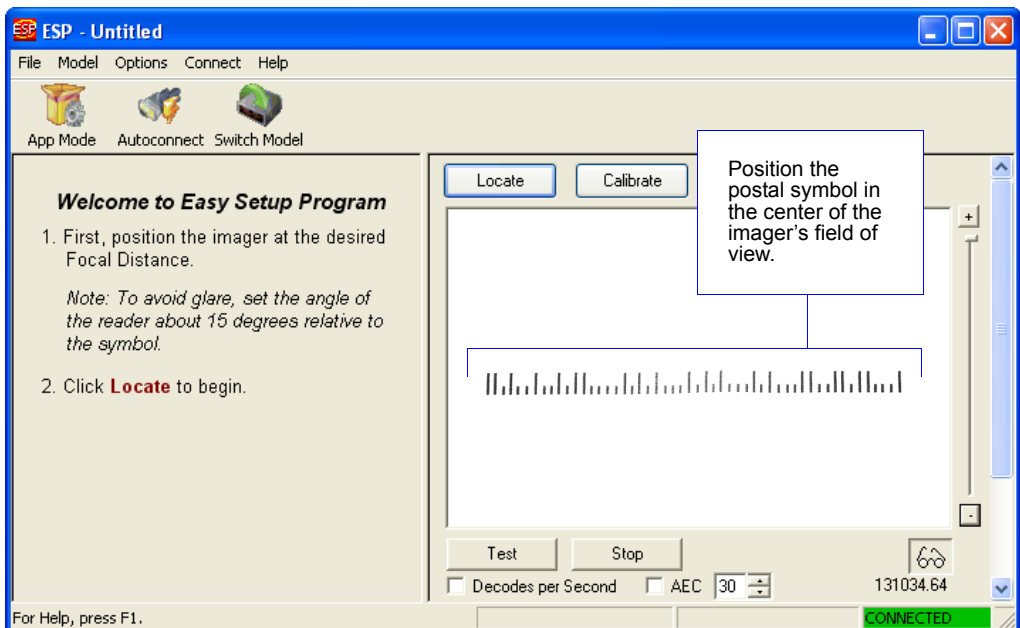 ESP - Untitled
File Model Options Connect Help
App Mode Autoconnect Switch Model
Welcome to Easy Setup Program
1. First, position the imager at the desired
Focal Distance.
Note: To avoid glare, set the angle of
the reader about 15 degrees relative to
the symbol.
2. Click Locate to begin.
Locate Calibrate
Position the
postal symbol in
the center of the
imager's field of
view.
+
-
Test Stop
Decodes per Second AEC 30
131034.64
For Help, press F1.
CONNECTED